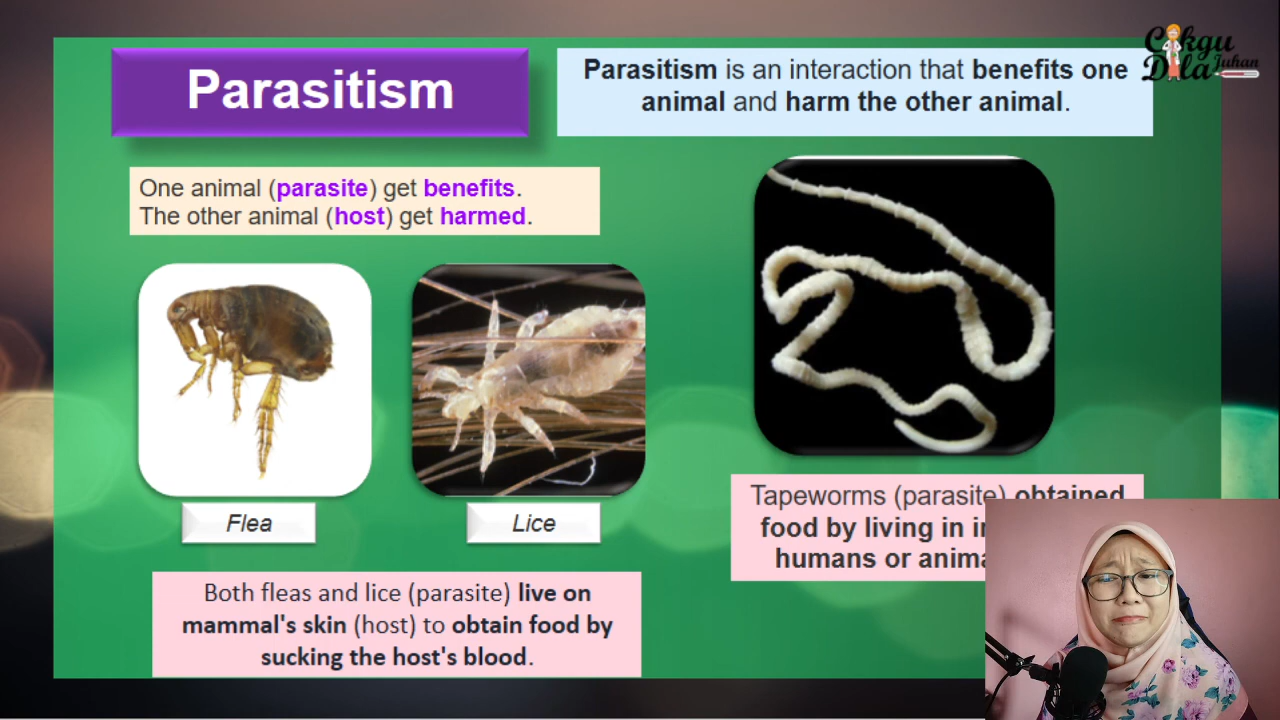 Parasitism
Parasitism is an interaction that benefits one
animal and harm the other animal.
Cikgu
Dila Juhan
One animal (parasite) get benefits.
The other animal (host) get harmed.
Flea
Lice
Both fleas and lice (parasite) live on
mammal's skin (host) to obtain food by
sucking the host's blood.
Tapeworms (parasite) obtained
food by living in
humans or